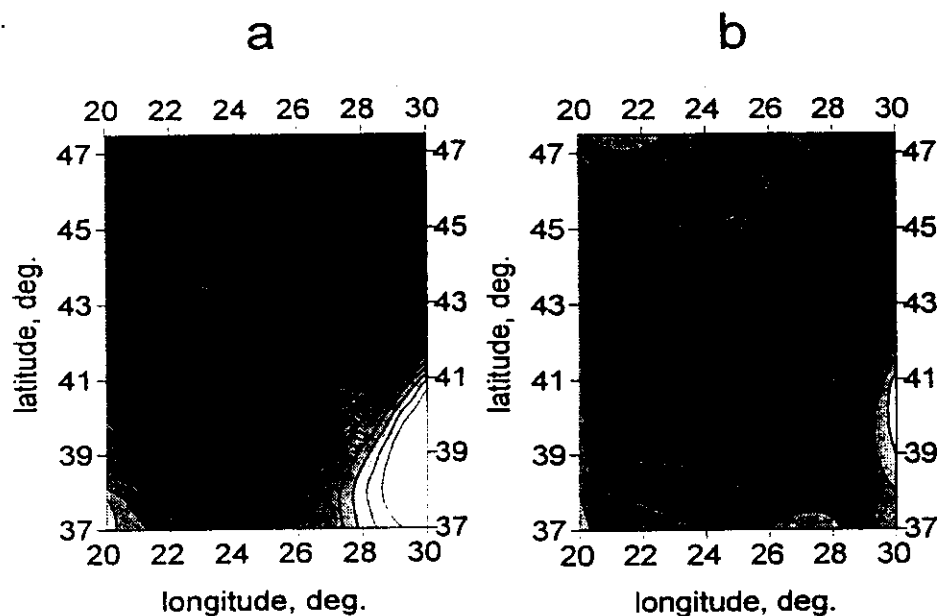 a b
20 22 24 26 28 30 20 22 24 26 28 30
47 47 47 47
45 45 45 45
43 43 43 43
41 41 41 41
39 39 39 39
37 37 37 37
latitude, deg. latitude, deg.
20 22 24 26 28 30 20 22 24 26 28 30
longitude, deg. longitude, deg.